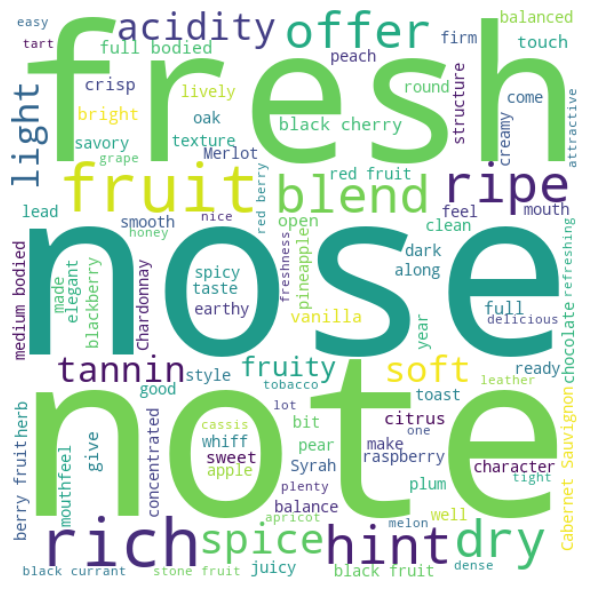 easy
tart
acidity
offer
balanced
firm
touch
full bodied
peach
fresh
crisp
lively
round
structure
come
creamy
attractive
light
bright
oak
black cherry
savory
texture
grape
Merlot
red berry
red fruit
fruit
blend
ripe
lead
smooth
nice
open
feel
mouth
honey
clean
medium bodied
made
elegant
blackberry
Chardonnay
nose
spicy
taste
earthy
freshness
pineapple
dark
along
vanilla
full
delicious
refreshing
chocolate
year
tannin
style
fruity
soft
ready
good
tobacco
toast
leather
note
berry fruit
herb
mouthfeel
give
concentrated
cassis
whiff
sweet
apple
lot
bit
pear
Syrah
plenty
balance
make
citrus
one
raspberry
character
tight
plum
well
Cabernet Sauvignon
apricot
melon
rich
spice
hint
dry
black currant
stone fruit
juicy
black fruit
dense